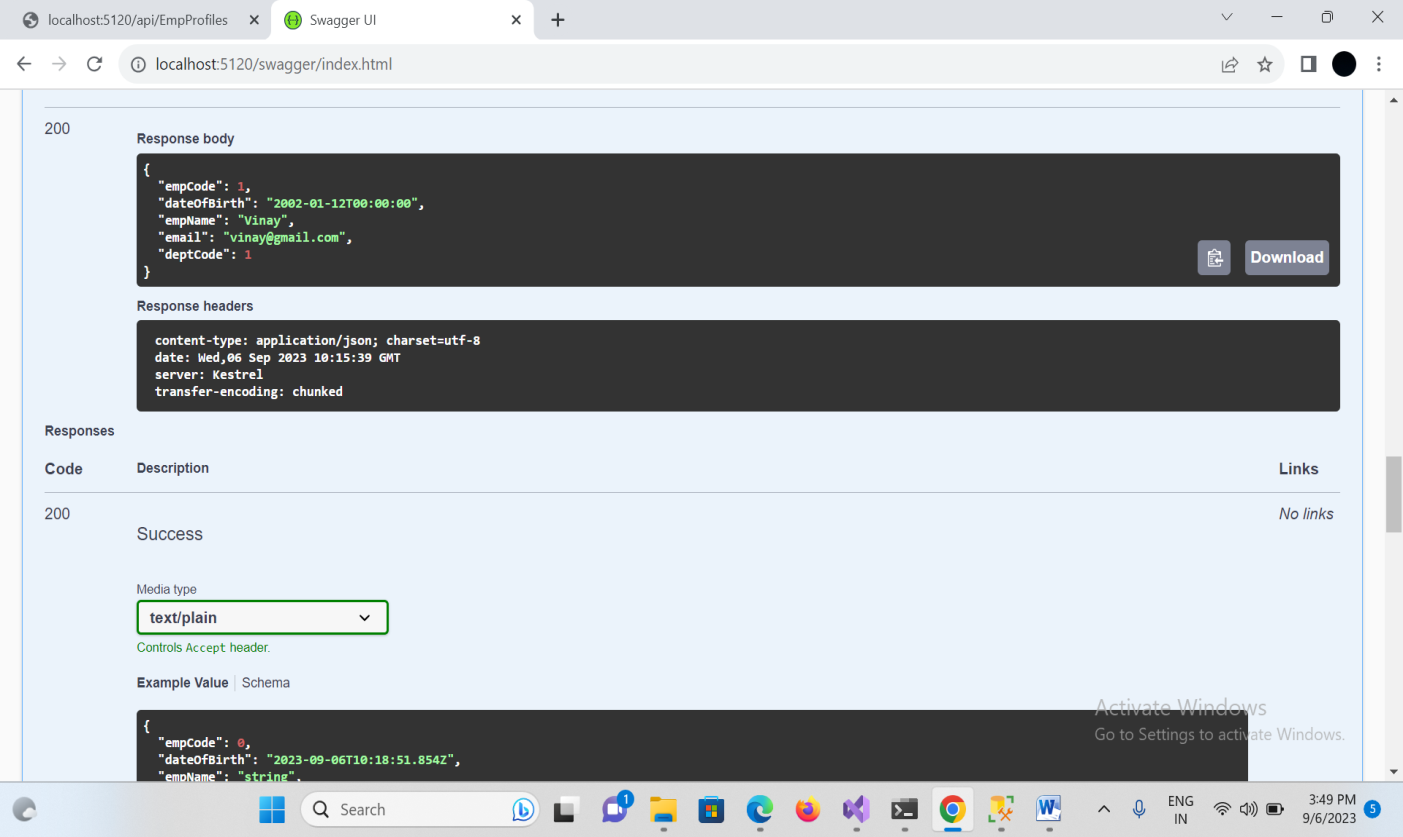 localhost:5120/api/EmpProfiles
Swagger UI
localhost:5120/swagger/index.html
200
Response body
{
"empCode": 1,
"dateOfBirth": "2002-01-12T00:00:00",
"empName": "Vinay",
"email": "vinay@gmail.com",
"deptCode": 1
}
Download
Response headers
content-type: application/json; charset=utf-8
date: Wed,06 Sep 2023 10:15:39 GMT
server: Kestrel
transfer-encoding: chunked
Responses
Code Description Links
200 No links
Success
Media type
text/plain
Controls Accept header.
Example Value Schema
{
"empCode": 0,
"dateOfBirth": "2023-09-06T10:18:51.854Z",
"empName": "string",
Activate Windows
Go to Settings to activate Windows.
Search
1
ENG
IN
3:49 PM
9/6/2023
5